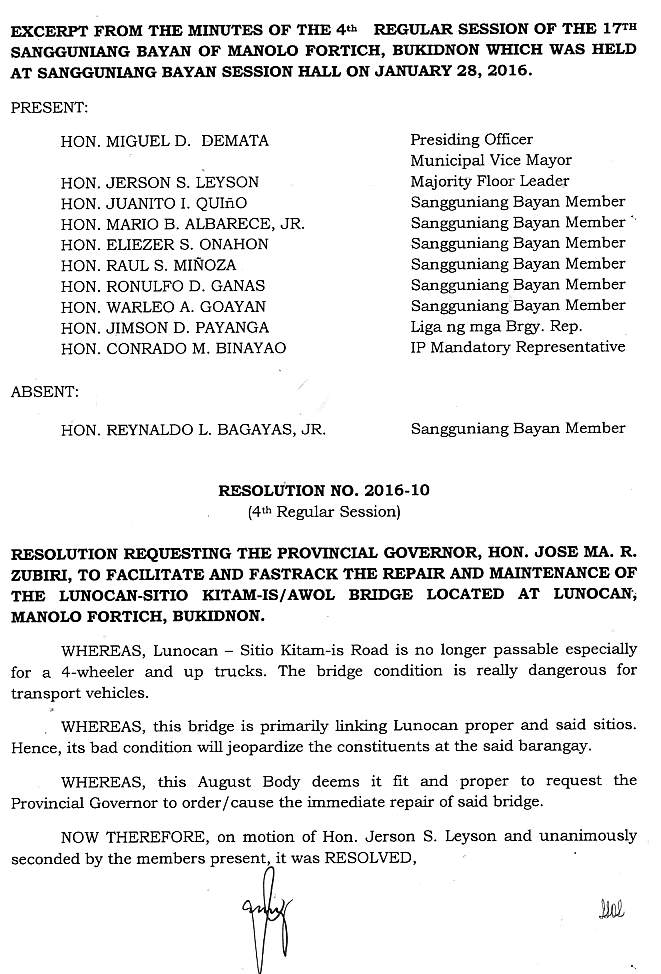 EXCERPT FROM THE MINUTES OF THE 4th REGULAR SESSION OF THE 17TH
SANGGUNIANG BAYAN OF MANOLO FORTICH, BUKIDNON WHICH WAS HELD
AT SANGGUNIANG BAYAN SESSION HALL ON JANUARY 28, 2016.
PRESENT:
HON. MIGUEL D. DEMATA Presiding Officer
Municipal Vice Mayor
HON. JERSON S. LEYSON Majority Floor Leader
HON. JUANITO I. QUIñO Sangguniang Bayan Member
HON. MARIO B. ALBARECE, JR. Sangguniang Bayan Member
HON. ELIEZER S. ONAHON Sangguniang Bayan Member
HON. RAUL S. MIÑOZA Sangguniang Bayan Member
HON. RONULFO D. GANAS Sangguniang Bayan Member
HON. WARLEO A. GOAYAN Sangguniang Bayan Member
HON. JIMSON D. PAYANGA Liga ng mga Brgy. Rep.
HON. CONRADO M. BINAYAO IP Mandatory Representative
ABSENT:
HON. REYNALDO L. BAGAYAS, JR. Sangguniang Bayan Member
RESOLUTION NO. 2016-10
(4th Regular Session)
RESOLUTION REQUESTING THE PROVINCIAL GOVERNOR, HON. JOSE MA. R.
ZUBIRI, TO FACILITATE AND FASTRACK THE REPAIR AND MAINTENANCE OF
THE LUNOCAN-SITIO KITAM-IS/AWOL BRIDGE LOCATED AT LUNOCAN,
MANOLO FORTICH, BUKIDNON.
WHEREAS, Lunocan – Sitio Kitam-is Road is no longer passable especially
for a 4-wheeler and up trucks. The bridge condition is really dangerous for
transport vehicles.
WHEREAS, this bridge is primarily linking Lunocan proper and said sitios.
Hence, its bad condition will jeopardize the constituents at the said barangay.
WHEREAS, this August Body deems it fit and proper to request the
Provincial Governor to order/cause the immediate repair of said bridge.
NOW THEREFORE, on motion of Hon. Jerson S. Leyson and unanimously
seconded by the members present, it was RESOLVED,